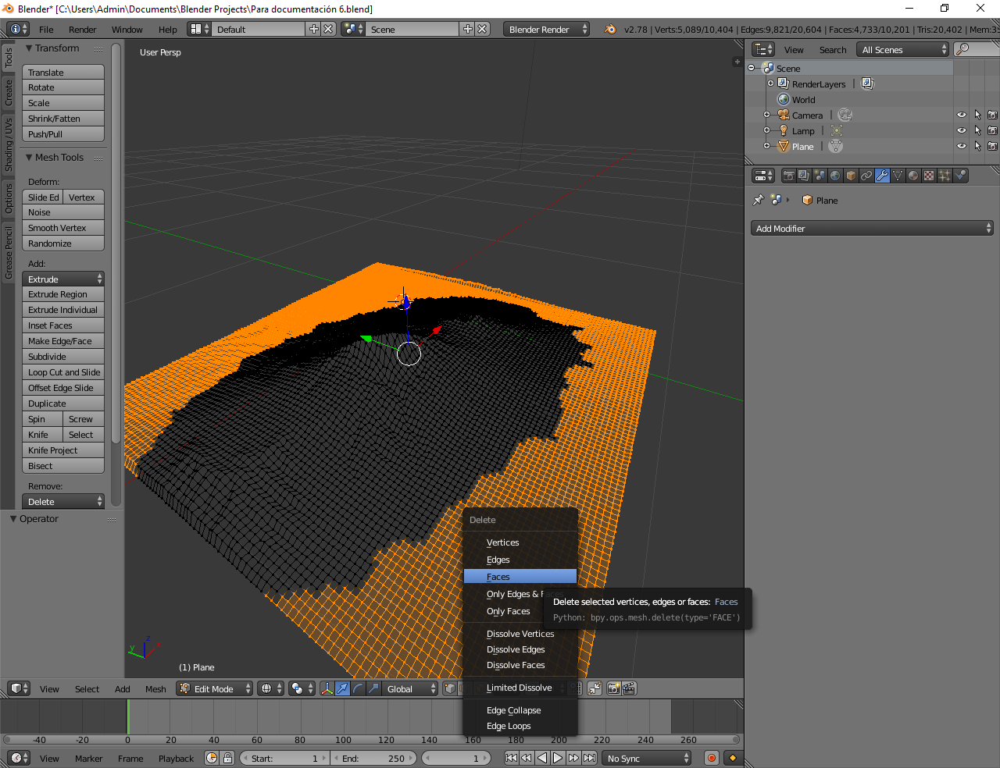 Blender* [C:\Users\Admin\Documents\Blender Projects\Para documentación 6.blend]
File Render Window Help Default Scene Blender Render v2.78 | Verts:5,089/10,404 | Edges:9,821/20,604 | Faces:4,733/10,201 | Tris:20,402 | Mem:
Tools
Create
Shading / UVs
Options
Grease Pencil
Transform
Translate
Rotate
Scale
Shrink/Fatten
Push/Pull
Mesh Tools
Deform:
Slide Ed Vertex
Noise
Smooth Vertex
Randomize
Add:
Extrude
Extrude Region
Extrude Individual
Inset Faces
Make Edge/Face
Subdivide
Loop Cut and Slide
Offset Edge Slide
Duplicate
Spin Screw
Knife Select
Knife Project
Bisect
Remove:
Delete
Operator
User Persp
z
y
(1) Plane
Delete
Vertices
Edges
Faces
Only Edges & Faces
Only Faces
Dissolve Vertices
Dissolve Edges
Dissolve Faces
Limited Dissolve
Edge Collapse
Edge Loops
Delete selected vertices, edges or faces: Faces
Python: bpy.ops.mesh.delete(type='FACE')
View Search All Scenes
Scene
RenderLayers |
World
Camera |
Lamp |
Plane |
Plane
Add Modifier
View Select Add Mesh Edit Mode Global
-40 -20 0 20 40 60 80 100 120 140 160 180 200 220 240 260
View Marker Frame Playback Start: 1 End: 250 1 No Sync